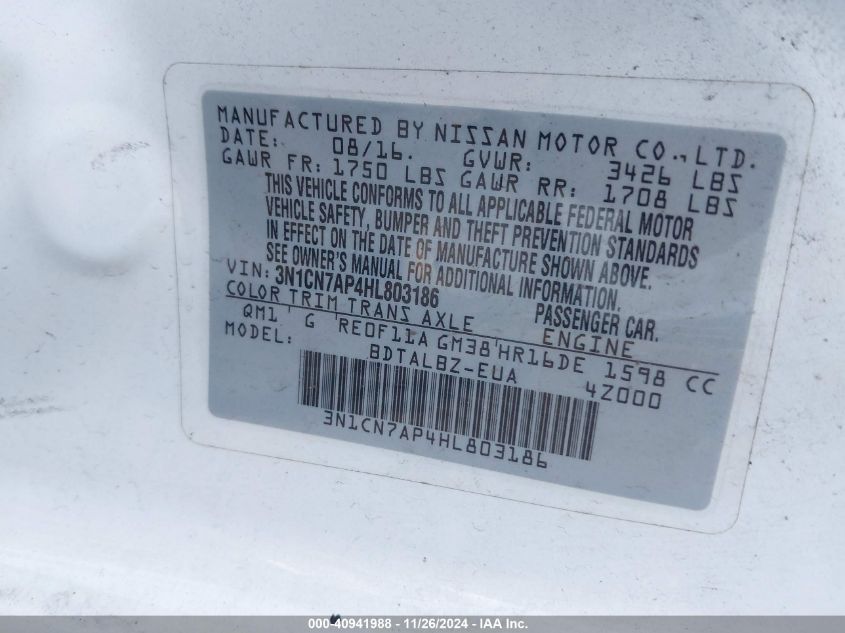 MANUFACTURED BY NISSAN MOTOR CO., LTD.
DATE: 08/16. GVWR: 3426 LBS
GAWR FR: 1750 LBS GAWR RR: 1708 LBS
THIS VEHICLE CONFORMS TO ALL APPLICABLE FEDERAL MOTOR
VEHICLE SAFETY, BUMPER AND THEFT PREVENTION STANDARDS
IN EFFECT ON THE DATE OF MANUFACTURE SHOWN ABOVE.
SEE OWNER'S MANUAL FOR ADDITIONAL INFORMATION.
VIN: 3N1CN7AP4HL803186 PASSENGER CAR.
COLOR TRIM TRANS AXLE ENGINE
QM1 ' G 'RE0F11A GM38'HR16DE 1598 CC
MODEL: BDTALBZ-EUA 4Z000
3N1CN7AP4HL803186
000-40941988 - 11/26/2024 - IAA Inc.